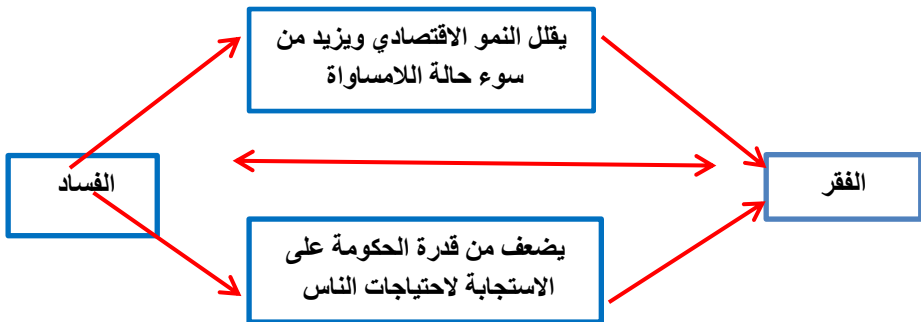 يقلل النمو الاقتصادي ويزيد من
سوء حالة اللامساواة
الفساد
الفقر
يضعف من قدرة الحكومة على
الاستجابة لاحتياجات الناس